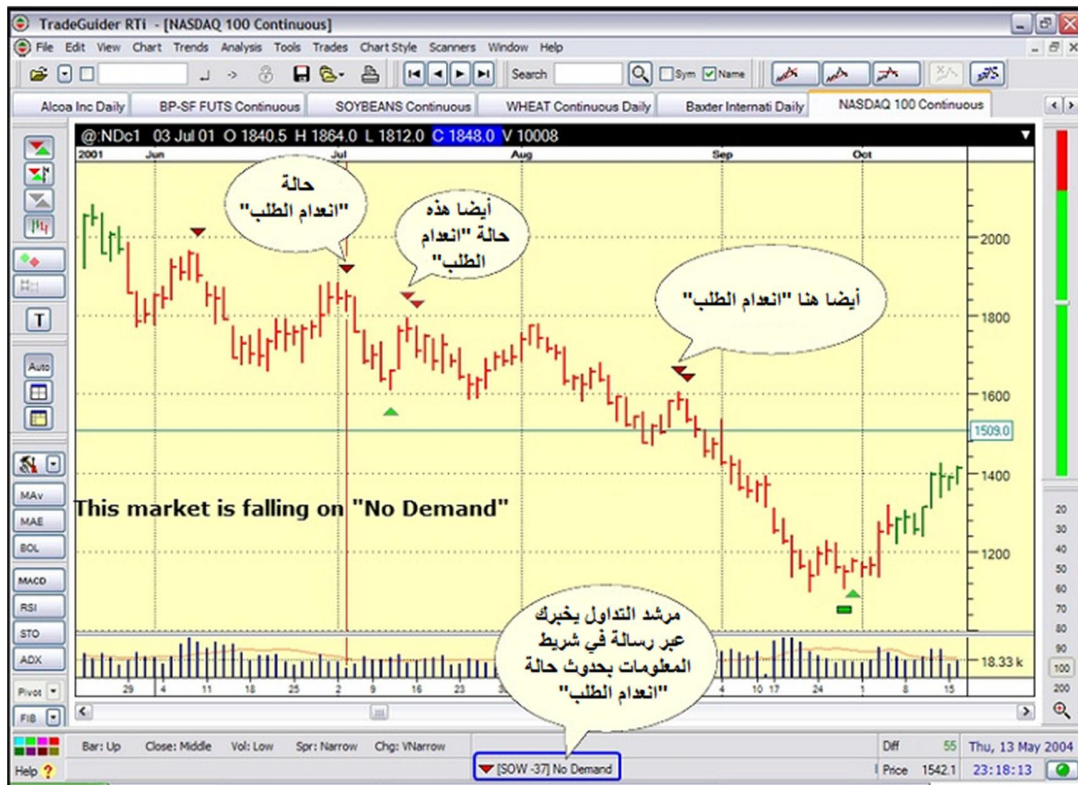 TradeGuider RTi - [NASDAQ 100 Continuous]
File Edit View Chart Trends Analysis Tools Trades Chart Style Scanners Window Help
Search Sym Name
Alcoa Inc Daily BP-SF FUTS Continuous SOYBEANS Continuous WHEAT Continuous Daily Baxter Internati Daily NASDAQ 100 Continuous
@:NDc1 03 Jul 01 O 1840.5 H 1864.0 L 1812.0 C 1848.0 V 10008
2001 Jun Jul Aug Sep Oct
حالة
"انعدام الطلب"
أيضا هذه
حالة "انعدام
الطلب"
أيضا هنا "انعدام الطلب"
2000
1800
1600
1509.0
1400
1200
18.33 k
This market is falling on "No Demand"
مرشد التداول يخبرك
عبر رسالة في شريط
المعلومات بحدوث حالة
"انعدام الطلب"
29 4 11 18 25 2 9 16 23 4 10 17 24 1 8 15
T
Auto
MAv
MAE
BOL
MACD
RSI
STO
ADX
Pivot
FIB
20
30
40
50
60
70
80
90
100
200
Bar: Up Close: Middle Vol: Low Spr: Narrow Chg: VNarrow Diff 55 Thu, 13 May 2004
Help ? [SOW -37] No Demand Price 1542.1 23:18:13